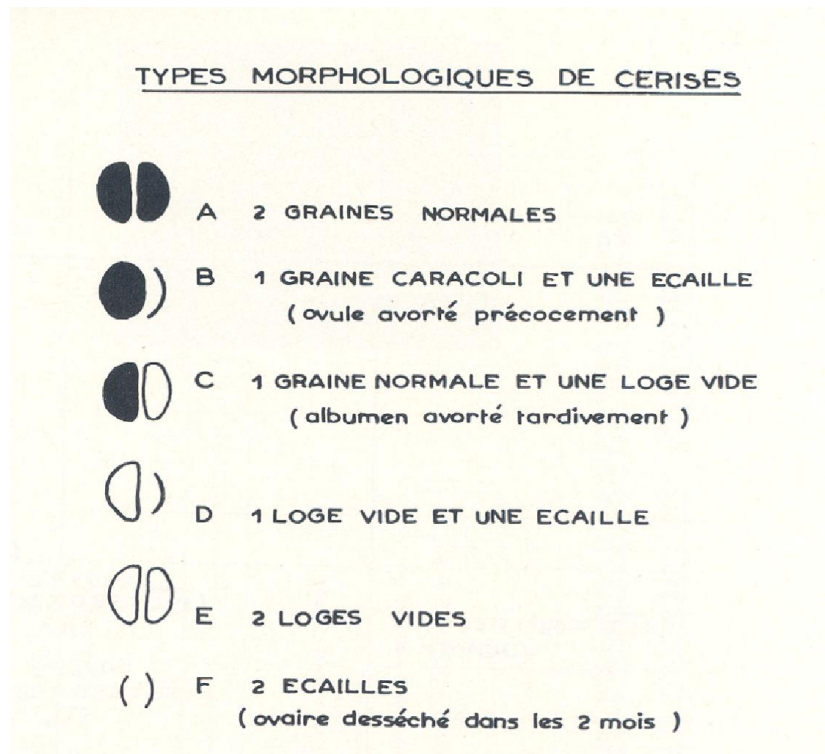 TYPES MORPHOLOGIQUES DE CERISES
A 2 GRAINES NORMALES
B 1 GRAINE CARACOLI ET UNE ECAILLE
( ovule avorté précocement )
C 1 GRAINE NORMALE ET UNE LOGE VIDE
( albumen avorté tardivement )
D 1 LOGE VIDE ET UNE ECAILLE
E 2 LOGES VIDES
F 2 ECAILLES
( ovaire desséché dans les 2 mois )